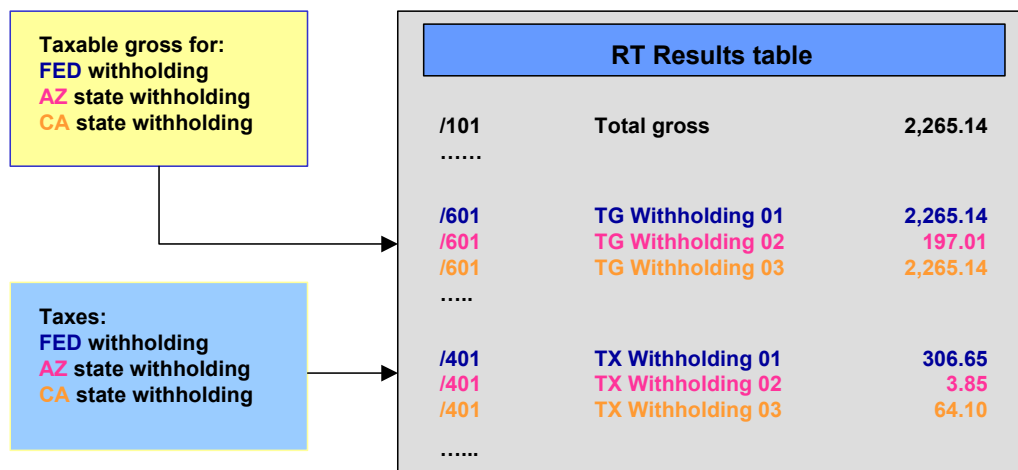 Taxable gross for:
FED withholding
AZ state withholding
CA state withholding
Taxes:
FED withholding
AZ state withholding
CA state withholding
RT Results table
/101 Total gross 2,265.14
……
/601 TG Withholding 01 2,265.14
/601 TG Withholding 02 197.01
/601 TG Withholding 03 2,265.14
…..
/401 TX Withholding 01 306.65
/401 TX Withholding 02 3.85
/401 TX Withholding 03 64.10
…...